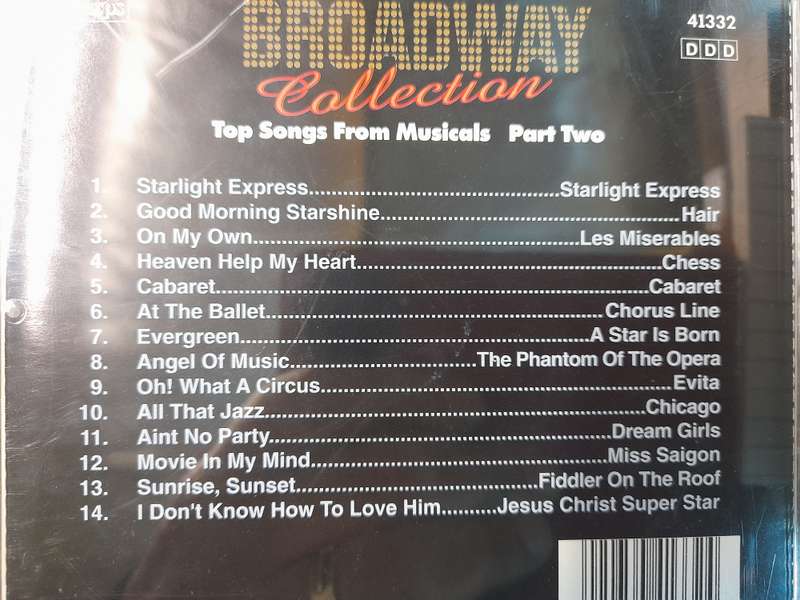 BROADWAY
41332
DDD
Collection
Top Songs From Musicals Part Two
1. Starlight Express..........Starlight Express
2. Good Morning Starshine..........Hair
3. On My Own..........Les Miserables
4. Heaven Help My Heart..........Chess
5. Cabaret..........Cabaret
6. At The Ballet..........Chorus Line
7. Evergreen..........A Star Is Born
8. Angel Of Music..........The Phantom Of The Opera
9. Oh! What A Circus..........Evita
10. All That Jazz..........Chicago
11. Aint No Party..........Dream Girls
12. Movie In My Mind..........Miss Saigon
13. Sunrise, Sunset..........Fiddler On The Roof
14. I Don't Know How To Love Him..........Jesus Christ Super Star